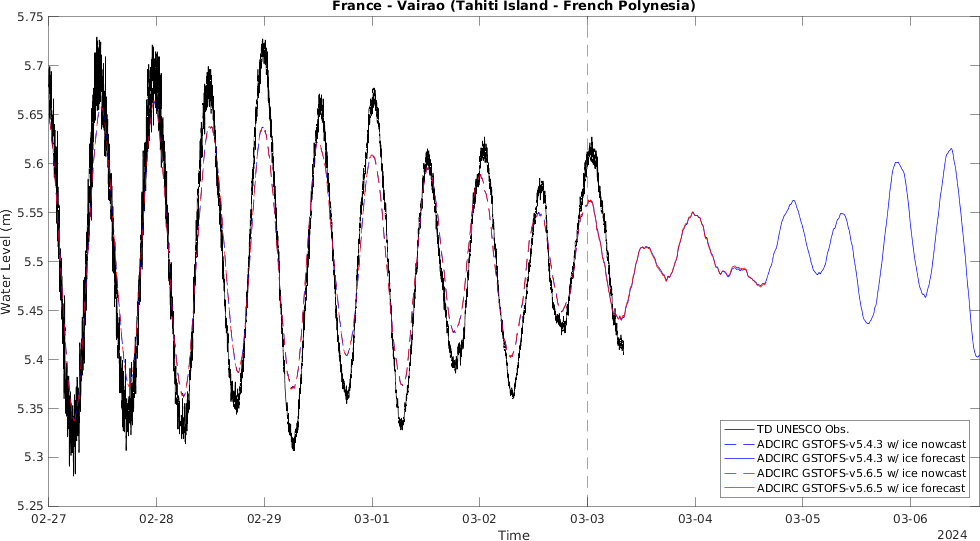 France - Vairao (Tahiti Island - French Polynesia)
5.75
5.7
5.65
5.6
5.55
5.5
5.45
5.4
5.35
5.3
5.25
Water Level (m)
02-27 02-28 02-29 03-01 03-02 03-03 03-04 03-05 03-06
Time
2024
TD UNESCO Obs.
ADCIRC GSTOFS-v5.4.3 w/ ice nowcast
ADCIRC GSTOFS-v5.4.3 w/ ice forecast
ADCIRC GSTOFS-v5.6.5 w/ ice nowcast
ADCIRC GSTOFS-v5.6.5 w/ ice forecast